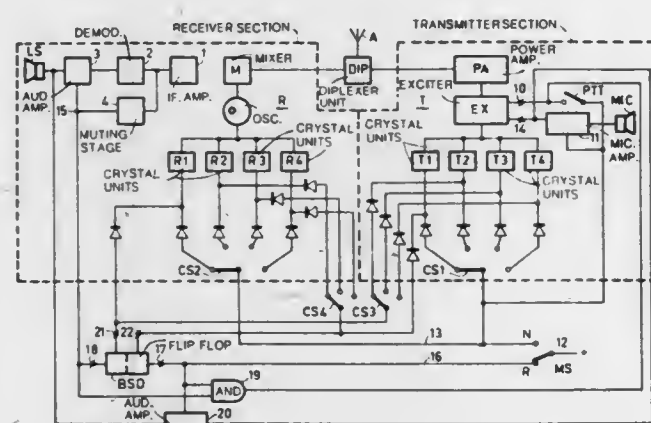 RECEIVER SECTION
TRANSMITTER SECTION
LS
DEMOD.
3
2
1
AUD. AMP.
IF. AMP.
4
MUTING STAGE
15
MIXER
M
OSC.
R
A
DIP
DIPLEXER UNIT
POWER AMP.
PA
EXCITER
EX
T
10
14
PTT
MIC
11
MIC. AMP.
CRYSTAL UNITS
R1
R2
R3
R4
CRYSTAL UNITS
CRYSTAL UNITS
T1
T2
T3
T4
CRYSTAL UNITS
CS2
CS4
CS3
CS1
21
22
13
N
18
FLIP FLOP
17
16
12
R
MS
BSD
AND
19
AUD. AMP.
20